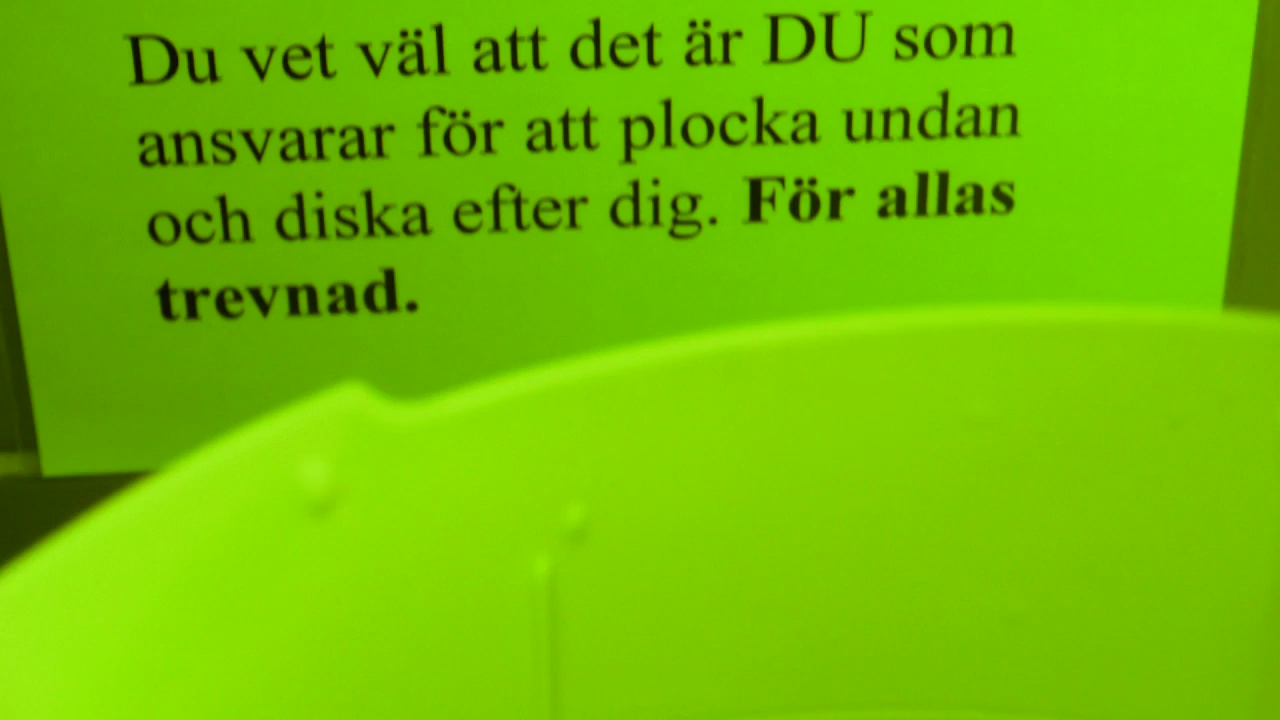 Du vet väl att det är DU som
ansvarar för att plocka undan
och diska efter dig. För allas
trevnad.